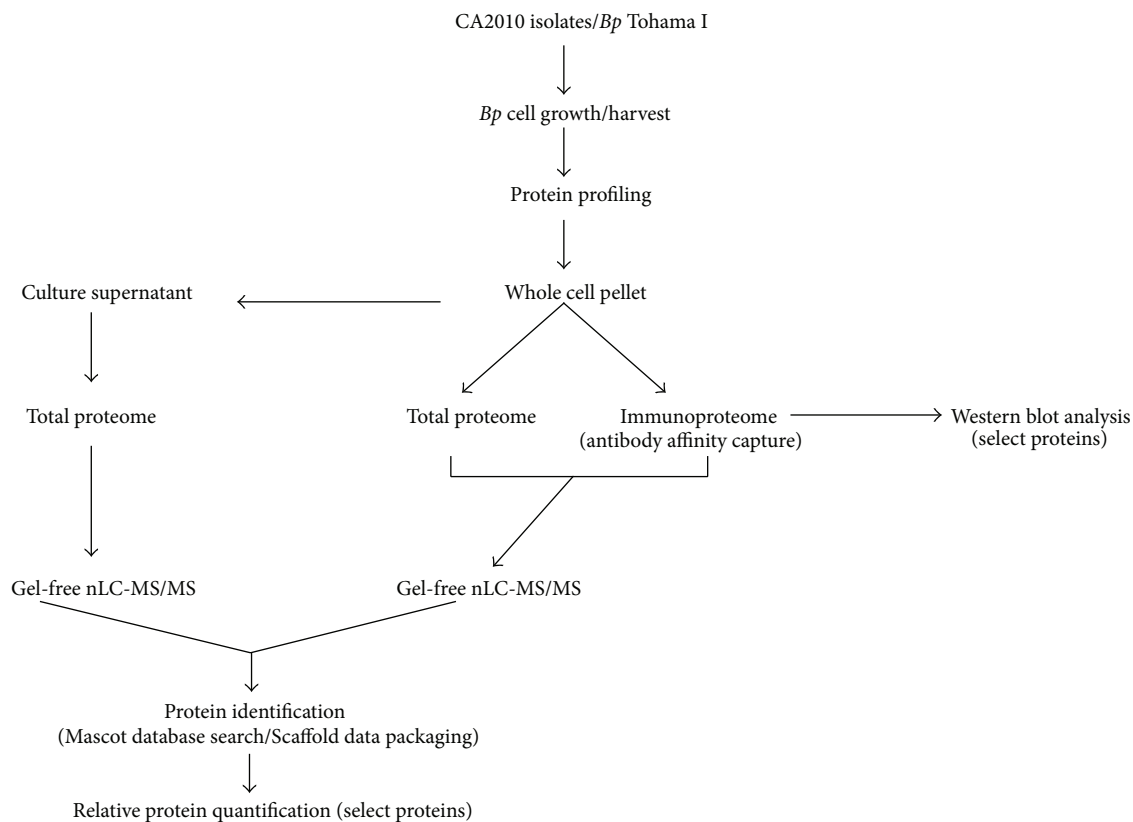 CA2010 isolates/Bp Tohama I
Bp cell growth/harvest
Protein profiling
Culture supernatant
Whole cell pellet
Total proteome
Total proteome
Immunoproteome
(antibody affinity capture)
Western blot analysis
(select proteins)
Gel-free nLC-MS/MS
Gel-free nLC-MS/MS
Protein identification
(Mascot database search/Scaffold data packaging)
Relative protein quantification (select proteins)